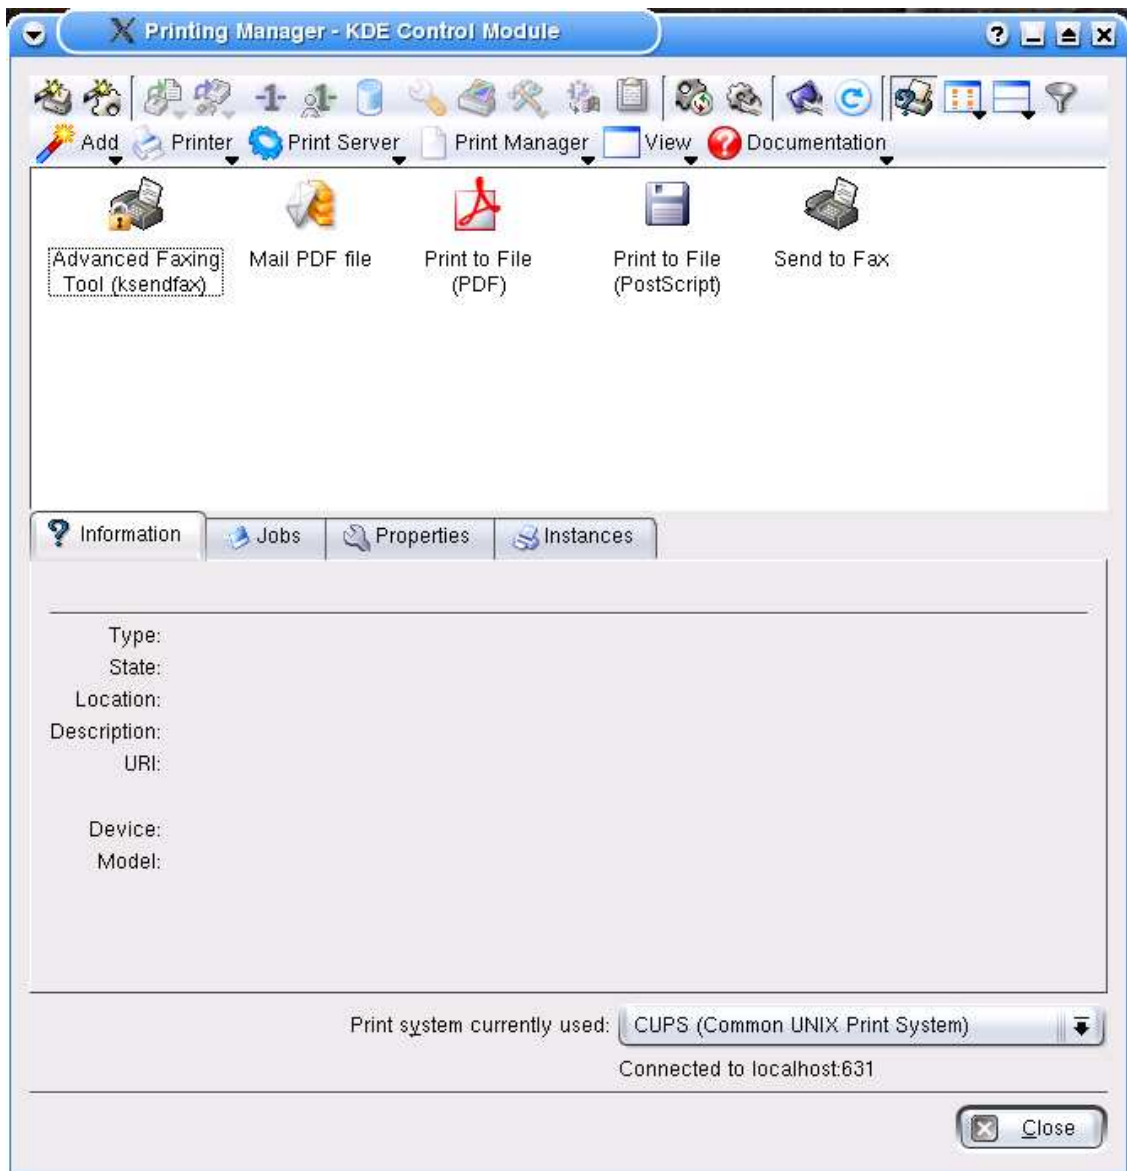 Printing Manager - KDE Control Module
Add Printer Print Server Print Manager View Documentation
Advanced Faxing Mail PDF file Print to File Print to File Send to Fax
Tool (ksendfax) (PDF) (PostScript)
Information Jobs Properties Instances
Type:
State:
Location:
Description:
URI:
Device:
Model:
Print system currently used: CUPS (Common UNIX Print System)
Connected to localhost:631
Close